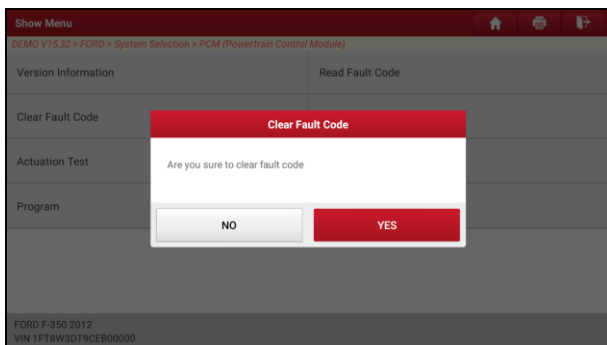 Show Menu
DEMO V15.32 > FORD > System Selection > PCM (Powertrain Control Module)
Version Information
Read Fault Code
Clear Fault Code
Clear Fault Code
Actuation Test
Are you sure to clear fault code
Program
NO
YES
FORD F-350 2012
VIN 1FT8W3DT9CEB00000